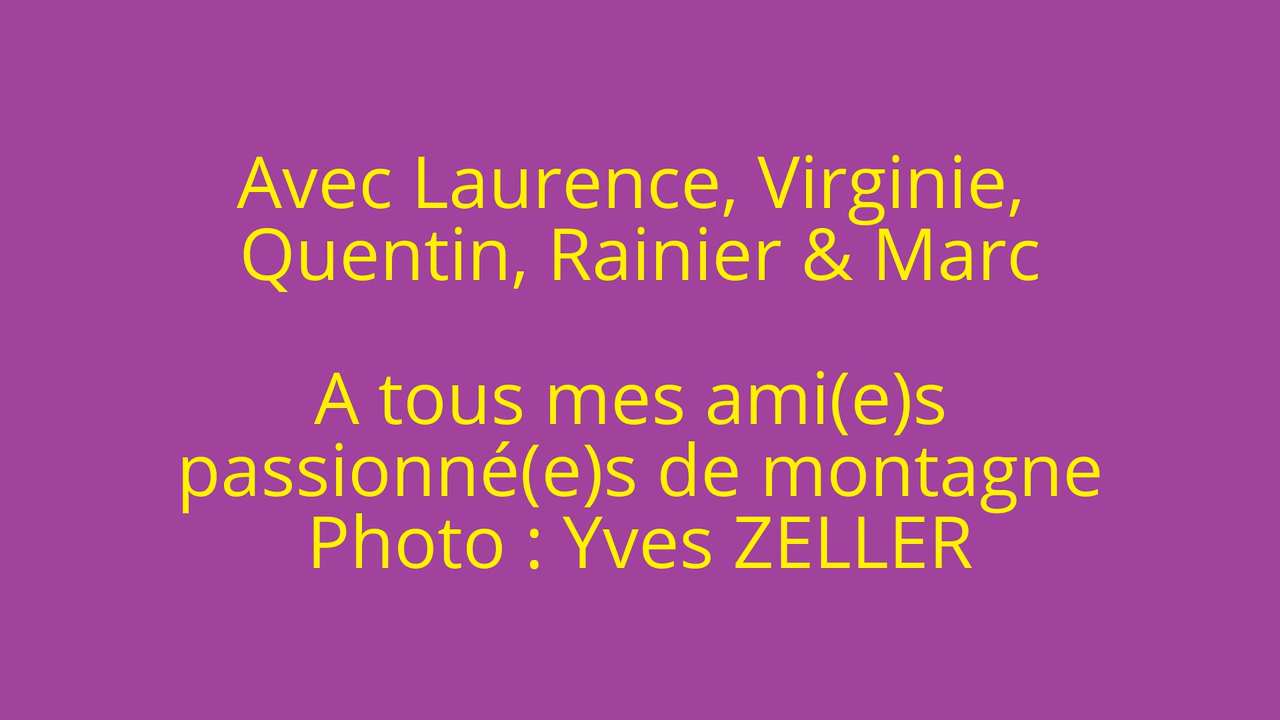 Avec Laurence, Virginie,
Quentin, Rainier & Marc
A tous mes ami(e)s
passionné(e)s de montagne
Photo : Yves ZELLER